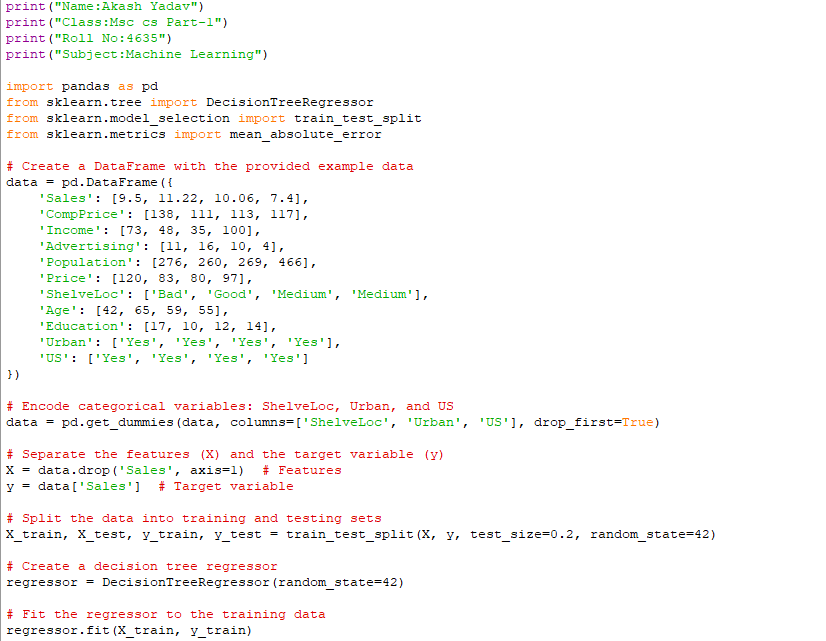 print("Name:Akash Yadav")
print("Class:Msc cs Part-1")
print("Roll No:4635")
print("Subject:Machine Learning")

import pandas as pd
from sklearn.tree import DecisionTreeRegressor
from sklearn.model_selection import train_test_split
from sklearn.metrics import mean_absolute_error

# Create a DataFrame with the provided example data
data = pd.DataFrame({
    'Sales': [9.5, 11.22, 10.06, 7.4],
    'CompPrice': [138, 111, 113, 117],
    'Income': [73, 48, 35, 100],
    'Advertising': [11, 16, 10, 4],
    'Population': [276, 260, 269, 466],
    'Price': [120, 83, 80, 97],
    'ShelveLoc': ['Bad', 'Good', 'Medium', 'Medium'],
    'Age': [42, 65, 59, 55],
    'Education': [17, 10, 12, 14],
    'Urban': ['Yes', 'Yes', 'Yes', 'Yes'],
    'US': ['Yes', 'Yes', 'Yes', 'Yes']
})

# Encode categorical variables: ShelveLoc, Urban, and US
data = pd.get_dummies(data, columns=['ShelveLoc', 'Urban', 'US'], drop_first=True)

# Separate the features (X) and the target variable (y)
X = data.drop('Sales', axis=1)  # Features
y = data['Sales']  # Target variable

# Split the data into training and testing sets
X_train, X_test, y_train, y_test = train_test_split(X, y, test_size=0.2, random_state=42)

# Create a decision tree regressor
regressor = DecisionTreeRegressor(random_state=42)

# Fit the regressor to the training data
regressor.fit(X_train, y_train)